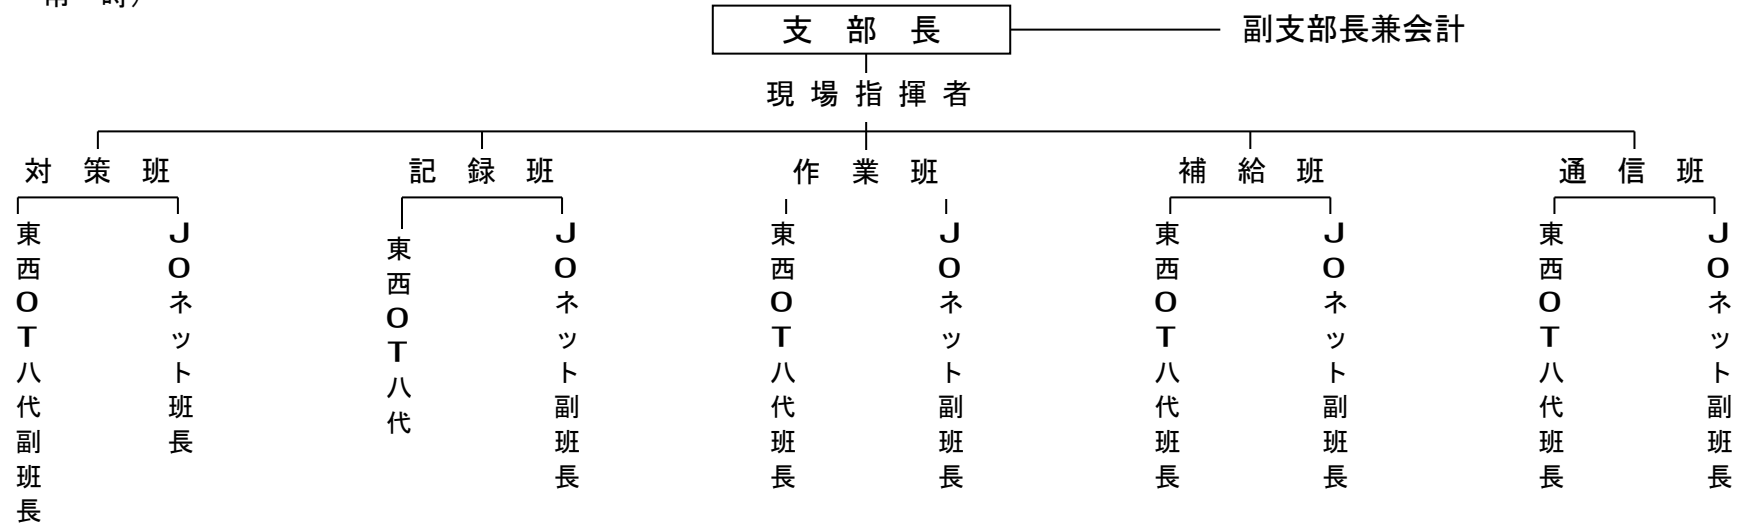 支 部 長
副支部長兼会計
現 場 指 揮 者
対 策 班
記 録 班
作 業 班
補 給 班
通 信 班
東西OT八代副班長
JOネット班長
東西OT八代
JOネット副班長
東西OT八代班長
JOネット副班長
東西OT八代班長
JOネット副班長
東西OT八代班長
JOネット副班長